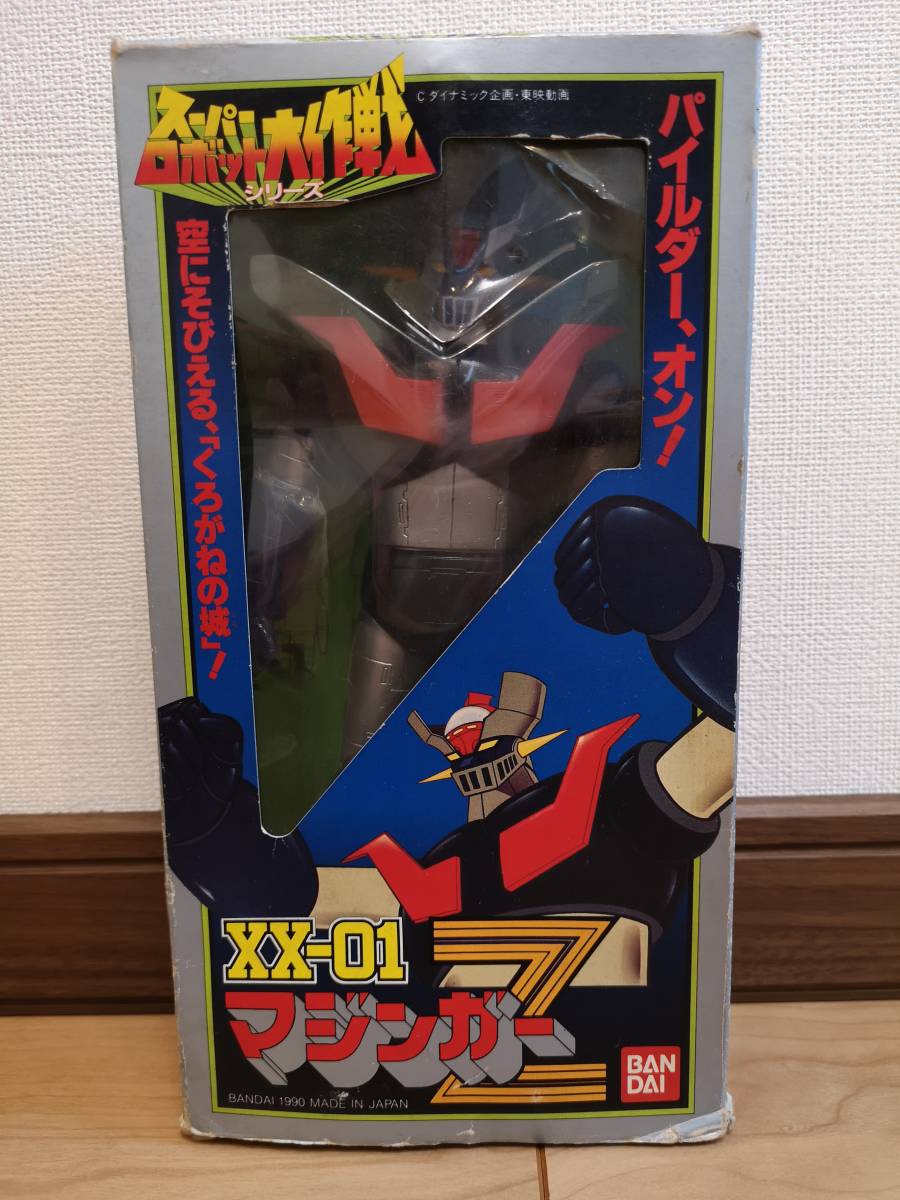 スーパーロボット大作戦
シリーズ
C ダイナミック企画・東映動画
パイルダー、オン!
空にそびえる、「くろがねの城」!
XX-01
マジンガーZ
BANDAI 1990 MADE IN JAPAN
BAN
DAI